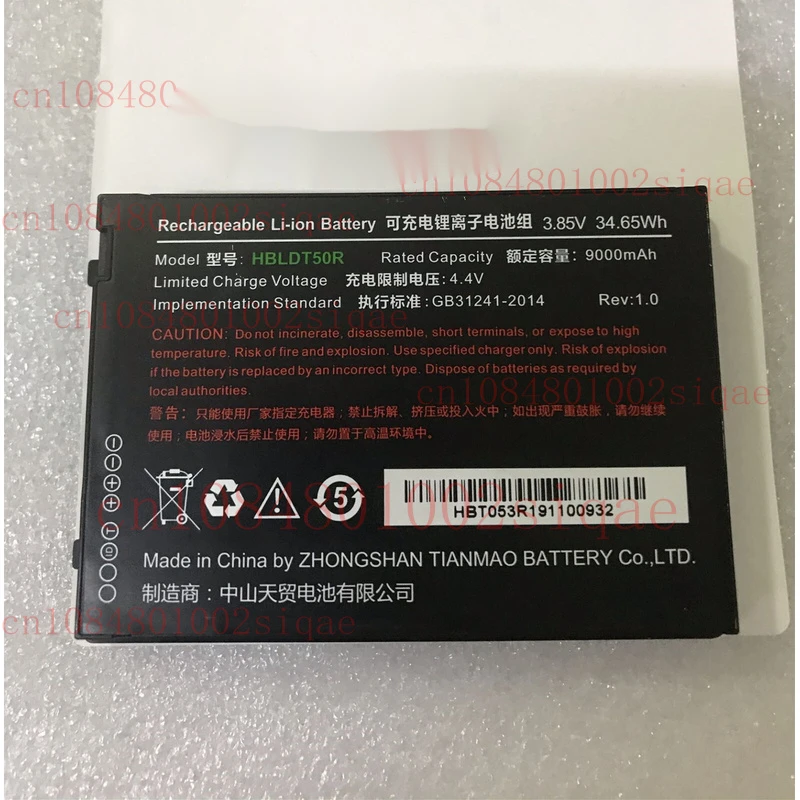 cn108480
cn1084801002siqae
Rechargeable Li-ion Battery 可充电锂离子电池组 3.85V 34.65Wh
Model 型号: HBLDT50R Rated Capacity 额定容量: 9000mAh
Limited Charge Voltage 充电限制电压: 4.4V
Implementation Standard 执行标准: GB31241-2014 Rev:1.0
cn1084801002siqae
CAUTION: Do not incinerate, disassemble, short terminals, or expose to high
temperature. Risk of fire and explosion. Use specified charger only. Risk of explosion
if the battery is replaced by an incorrect type. Dispose of batteries as required by
local authorities.
cn1084801002siqae
警告: 只能使用厂家指定充电器; 禁止拆解、挤压或投入火中; 如出现严重鼓胀, 请勿继续
使用; 电池浸水后禁止使用; 请勿置于高温环境中。
5
HBT053R191100932
T
ID
cn1084801002siqae
Made in China by ZHONGSHAN TIANMAO BATTERY Co.,LTD.
制造商: 中山天贸电池有限公司
cn1084801002siqae